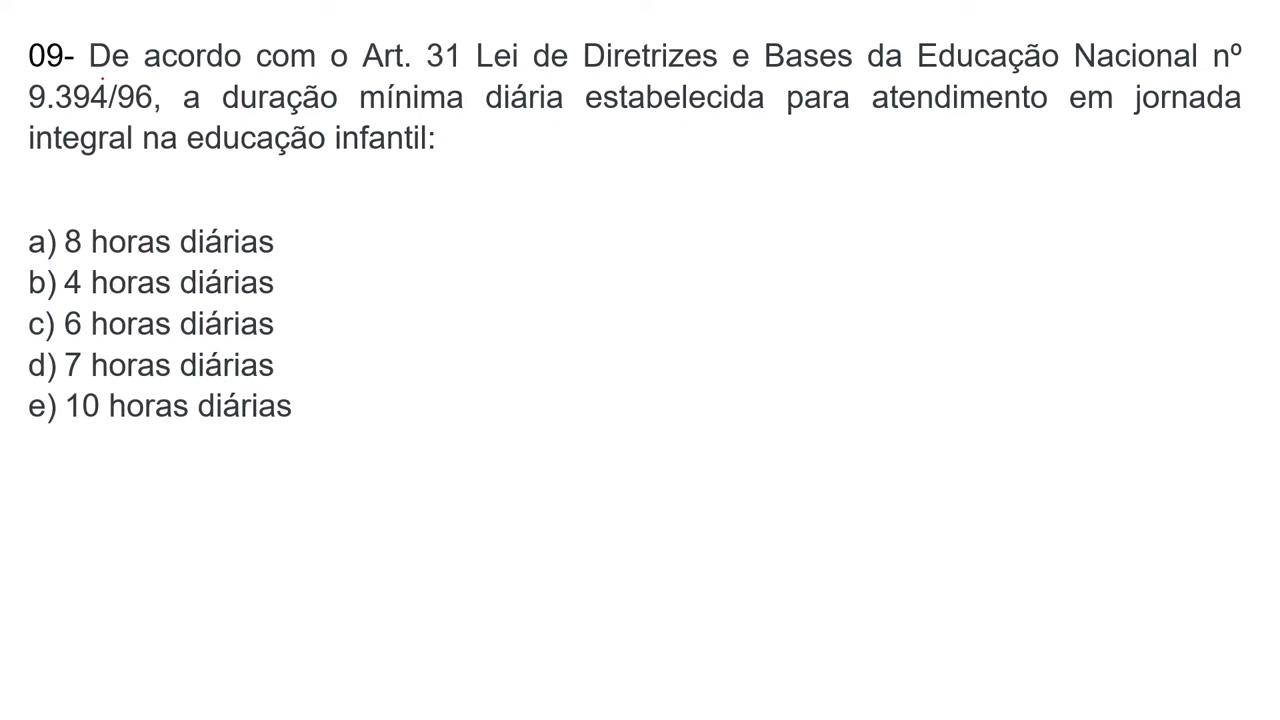 09- De acordo com o Art. 31 Lei de Diretrizes e Bases da Educação Nacional nº
9.394/96, a duração mínima diária estabelecida para atendimento em jornada
integral na educação infantil:
a) 8 horas diárias
b) 4 horas diárias
c) 6 horas diárias
d) 7 horas diárias
e) 10 horas diárias